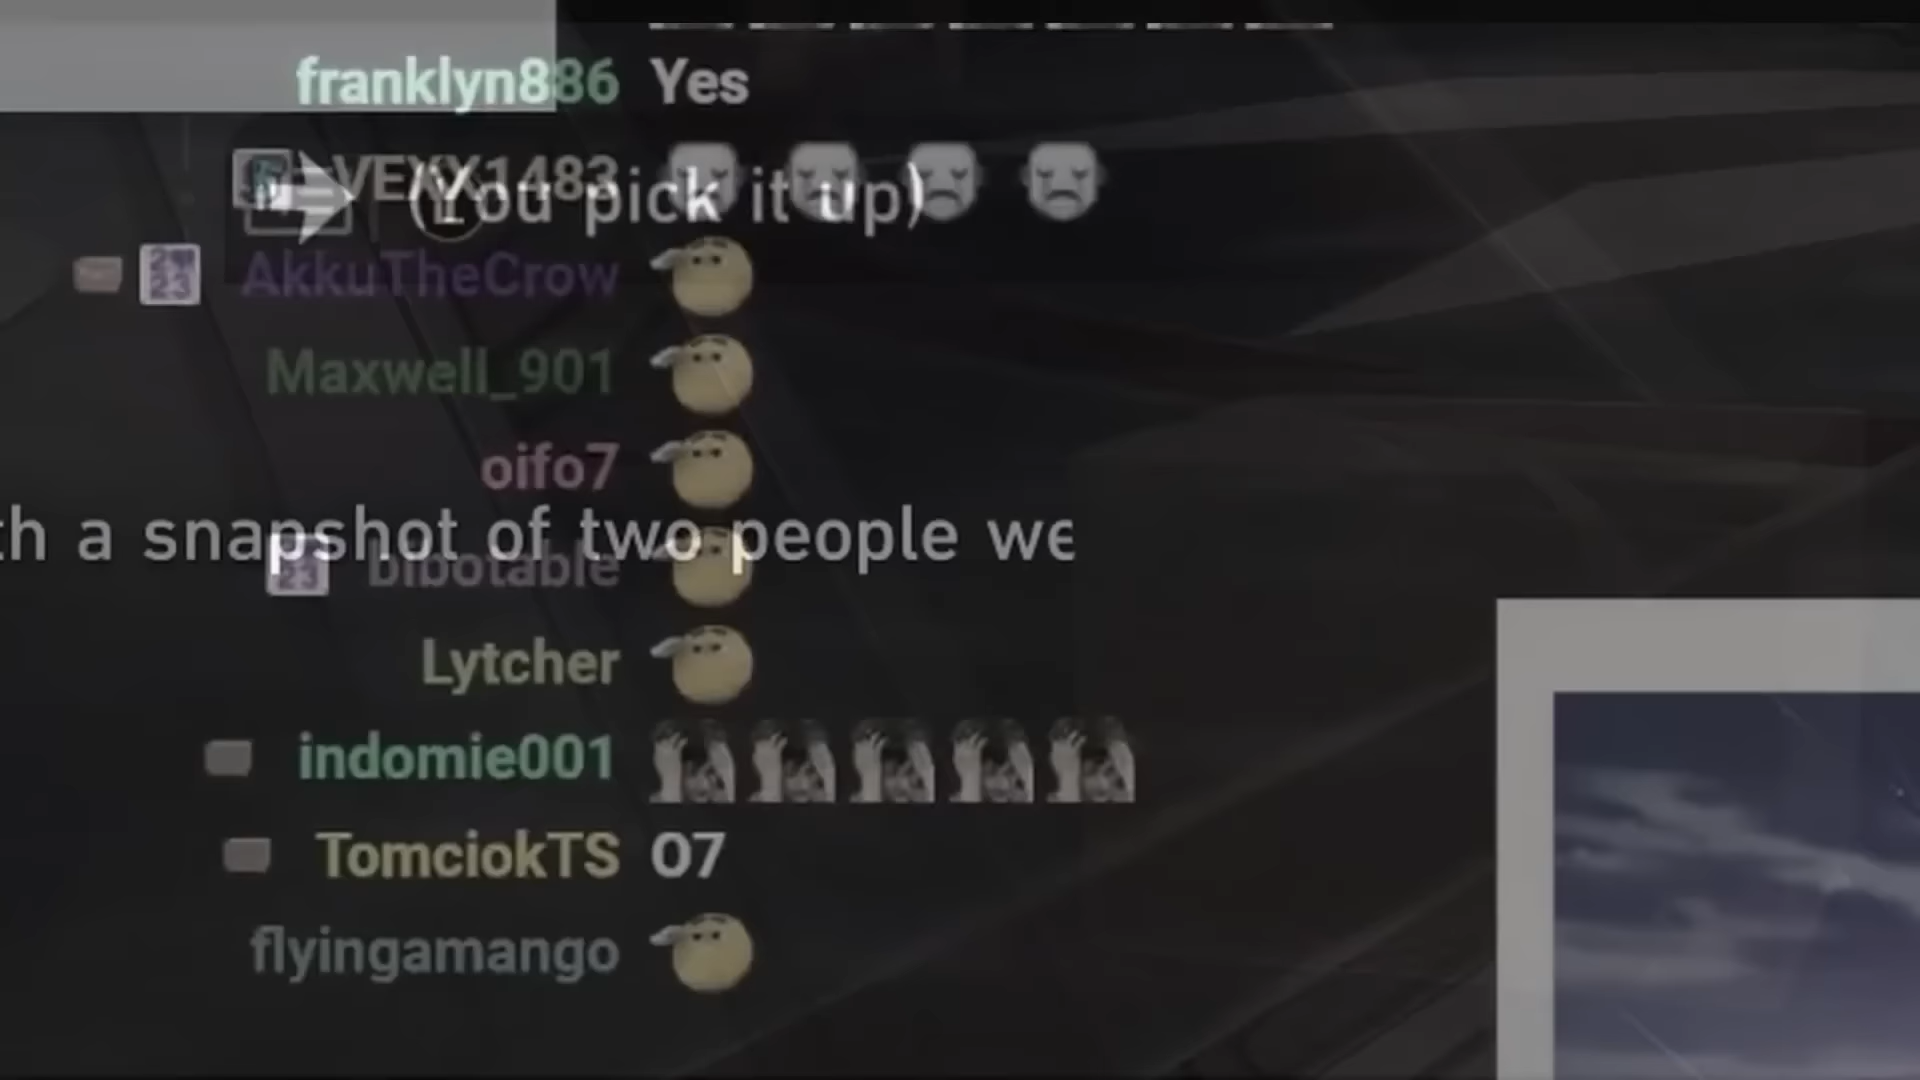 franklyn886 Yes
VEXX1483
(You pick it up)
AkkuTheCrow
Maxwell_901
oifo7
th a snapshot of two people we
bibotable
Lytcher
indomie001
TomciokTS O7
flyingamango